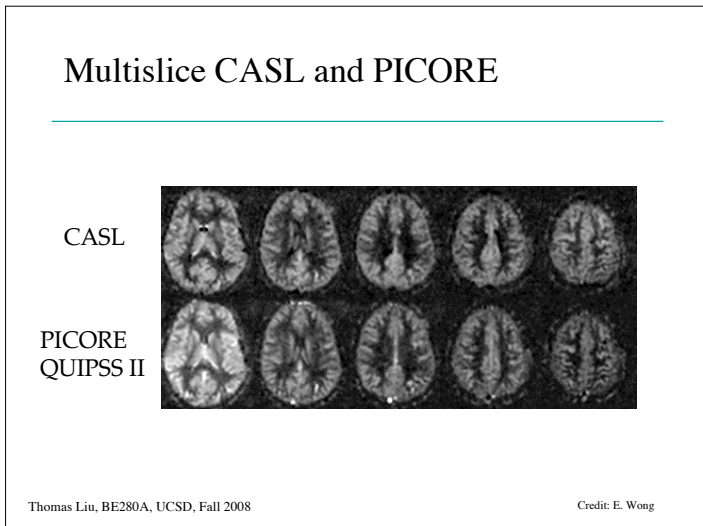 Multislice CASL and PICORE
CASL
PICORE
QUIPSS II
Thomas Liu, BE280A, UCSD, Fall 2008
Credit: E. Wong